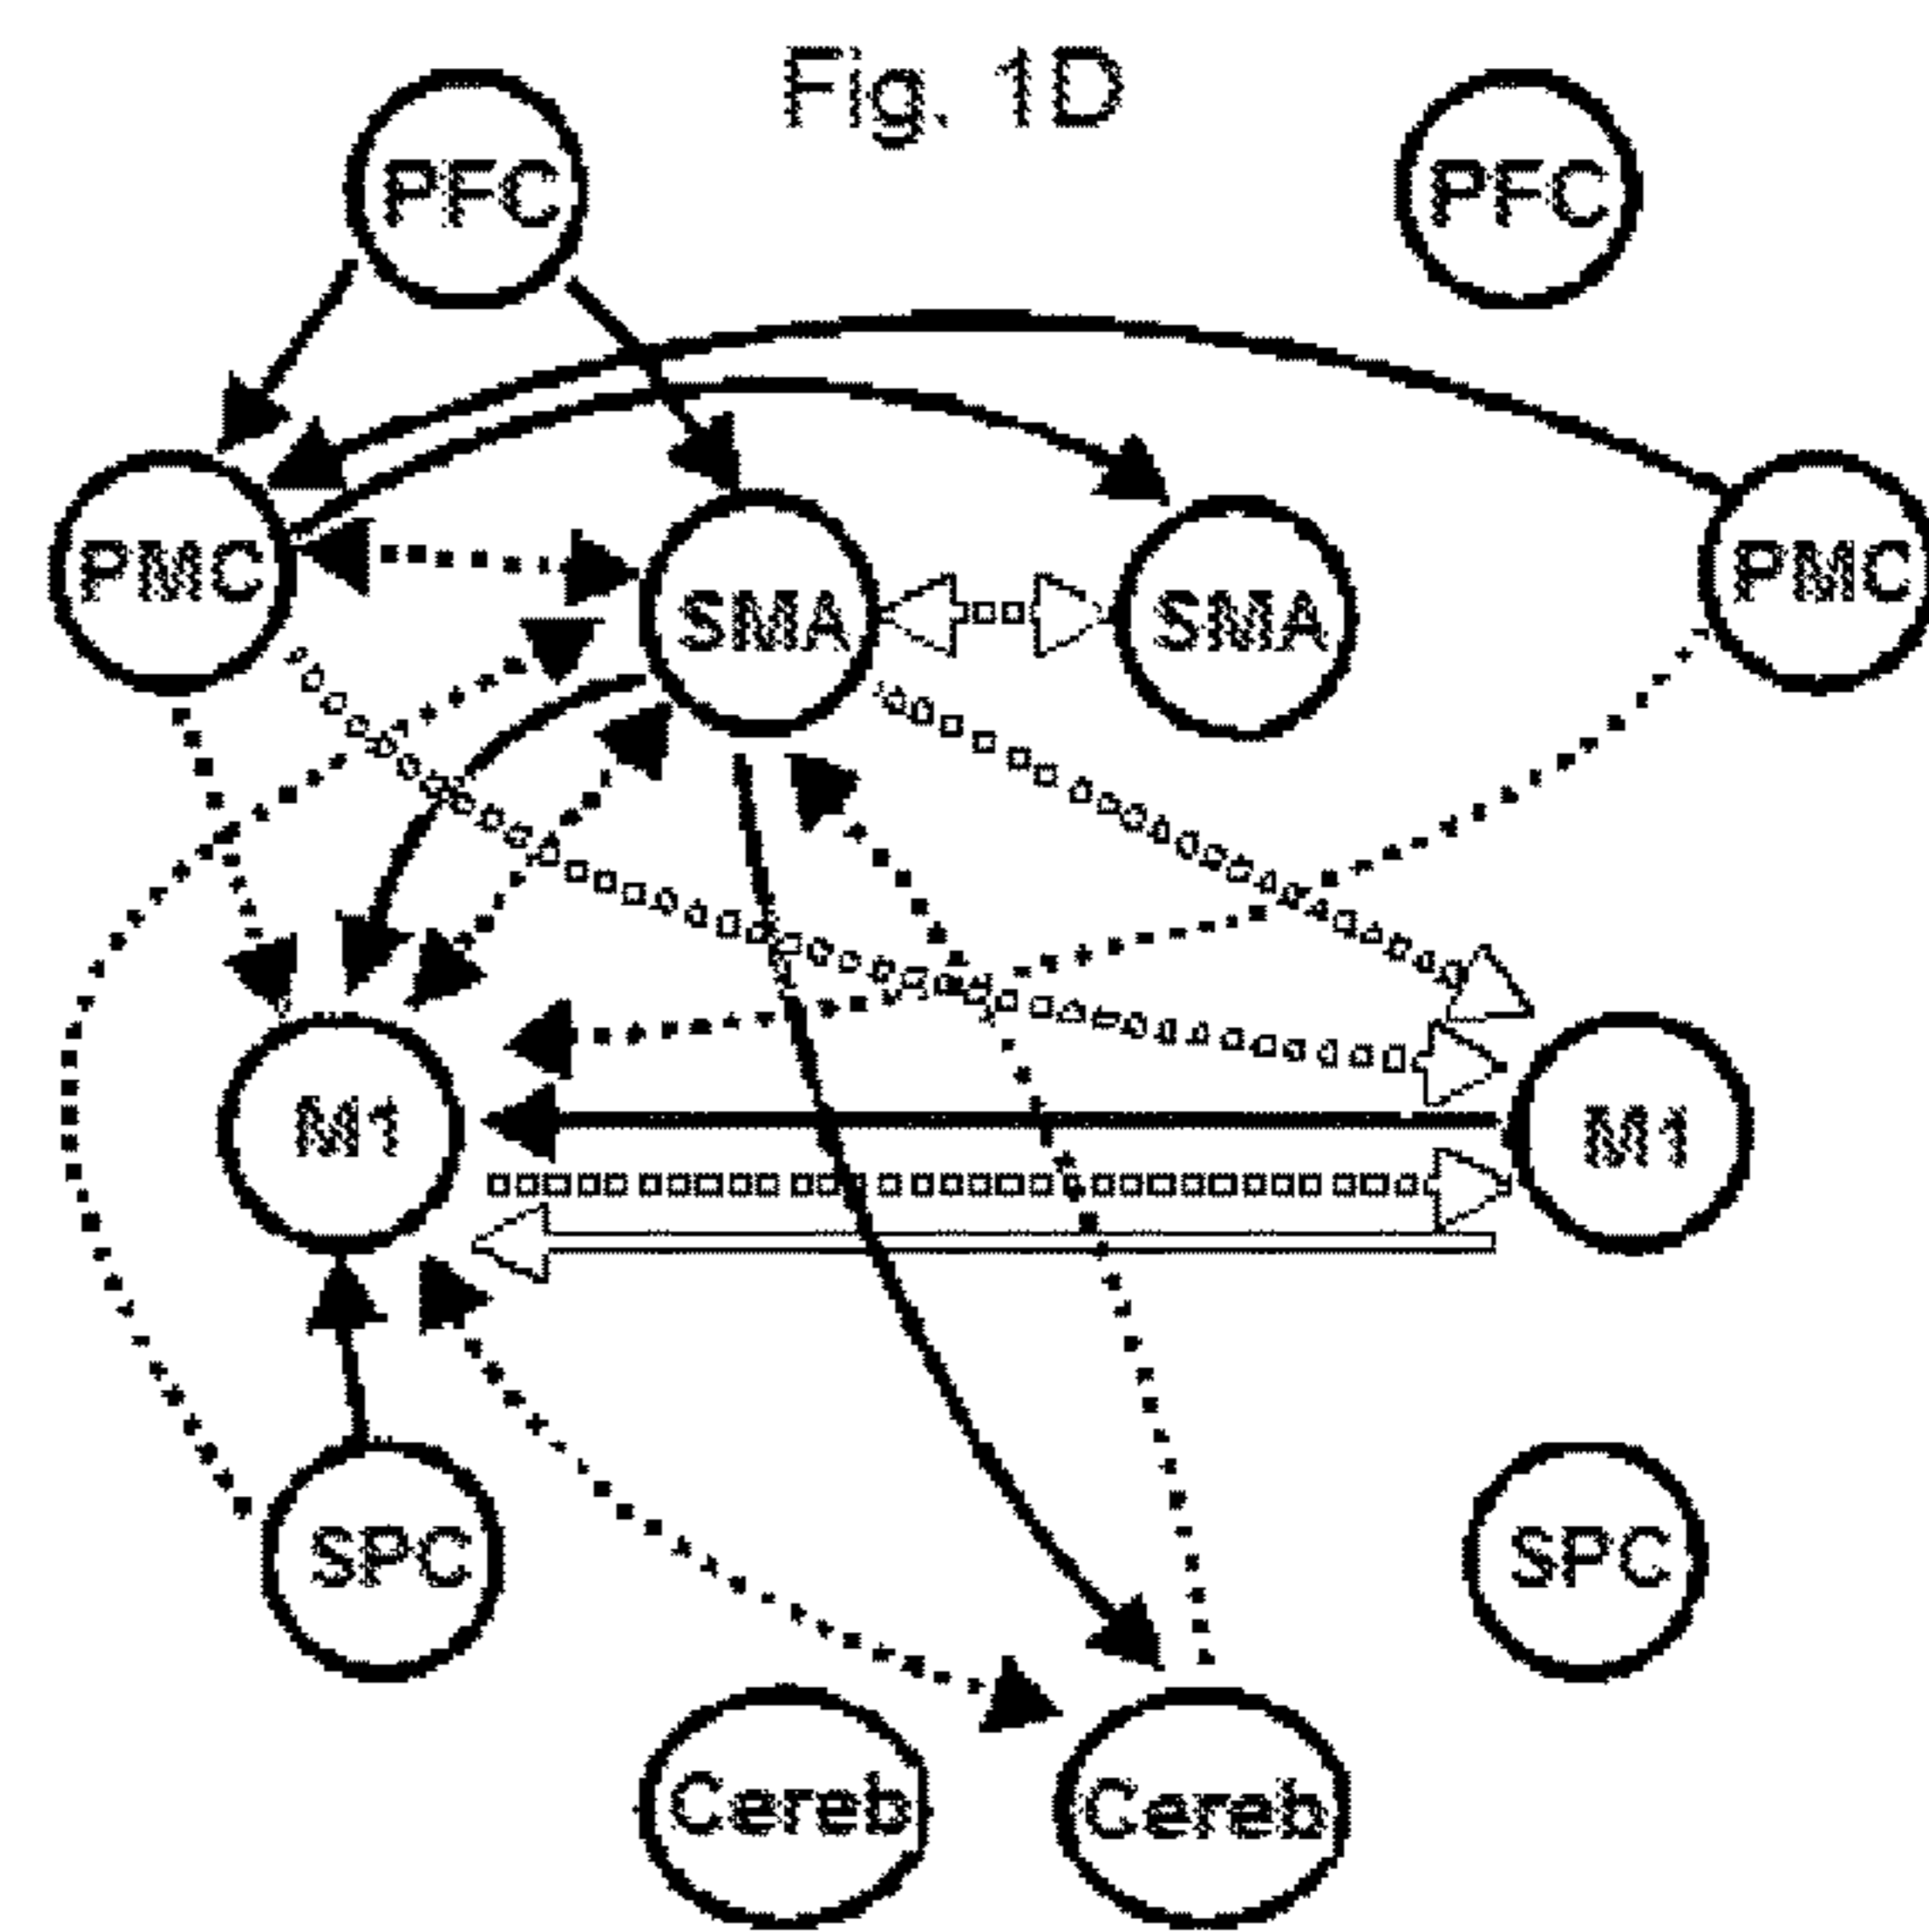 Fig. 1D
PFC
PFC
PMC
SMA
SMA
PMC
M1
M1
SPC
SPC
Cereb
Cereb